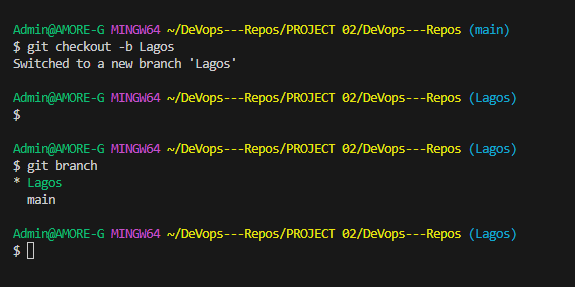 Admin@AMORE-G MINGW64 ~/DeVops---Repos/PROJECT 02/DeVops---Repos (main)
$ git checkout -b Lagos
Switched to a new branch 'Lagos'
Admin@AMORE-G MINGW64 ~/DeVops---Repos/PROJECT 02/DeVops---Repos (Lagos)
$
Admin@AMORE-G MINGW64 ~/DeVops---Repos/PROJECT 02/DeVops---Repos (Lagos)
$ git branch
* Lagos
  main
Admin@AMORE-G MINGW64 ~/DeVops---Repos/PROJECT 02/DeVops---Repos (Lagos)
$